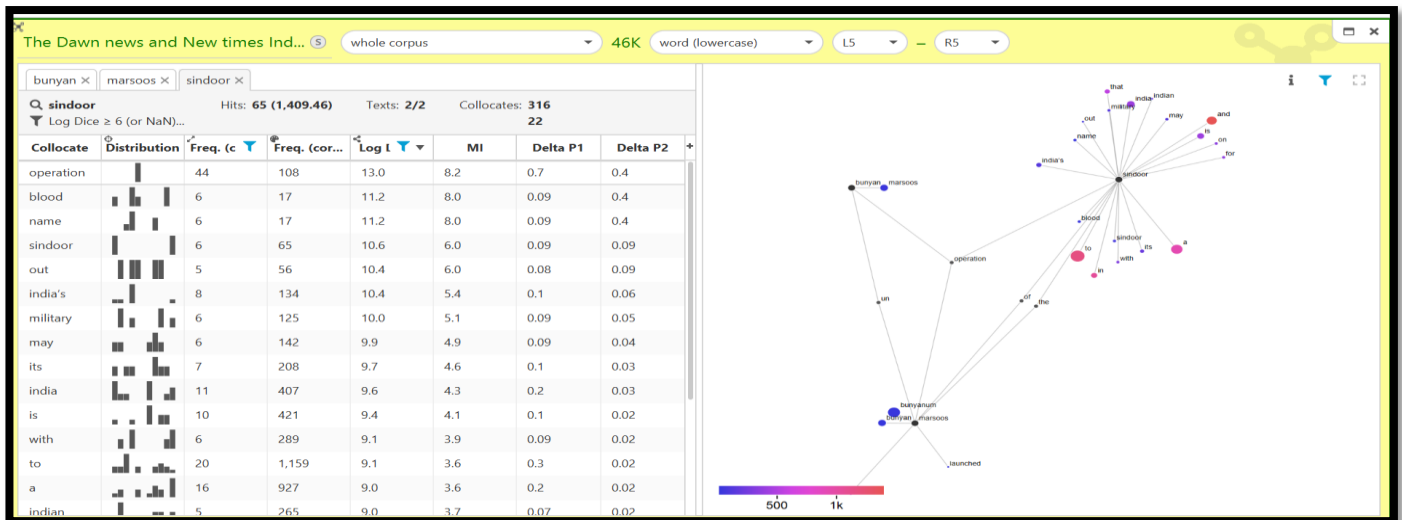 The Dawn news and New times Ind... S whole corpus 46K word (lowercase) L5 – R5
bunyan × marsoos × sindoor ×
sindoor Hits: 65 (1,409.46) Texts: 2/2 Collocates: 316
Log Dice ≥ 6 (or NaN)... 22
Collocate Distribution Freq. (c Freq. (cor... Log L MI Delta P1 Delta P2 +
operation 44 108 13.0 8.2 0.7 0.4
blood 6 17 11.2 8.0 0.09 0.4
name 6 17 11.2 8.0 0.09 0.4
sindoor 6 65 10.6 6.0 0.09 0.09
out 5 56 10.4 6.0 0.08 0.09
india's 8 134 10.4 5.4 0.1 0.06
military 6 125 10.0 5.1 0.09 0.05
may 6 142 9.9 4.9 0.09 0.04
its 7 208 9.7 4.6 0.1 0.03
india 11 407 9.6 4.3 0.2 0.03
is 10 421 9.4 4.1 0.1 0.02
with 6 289 9.1 3.9 0.09 0.02
to 20 1,159 9.1 3.6 0.3 0.02
a 16 927 9.0 3.6 0.2 0.02
indian 5 265 9.0 3.7 0.07 0.02
that
india indian
military
out
may
and
name
is
on
for
india's
sindoor
bunyan marsoos
blood
sindoor
a
to
its
with
in
operation
un
of
the
bunyanum
bunyan marsoos
launched
500 1k